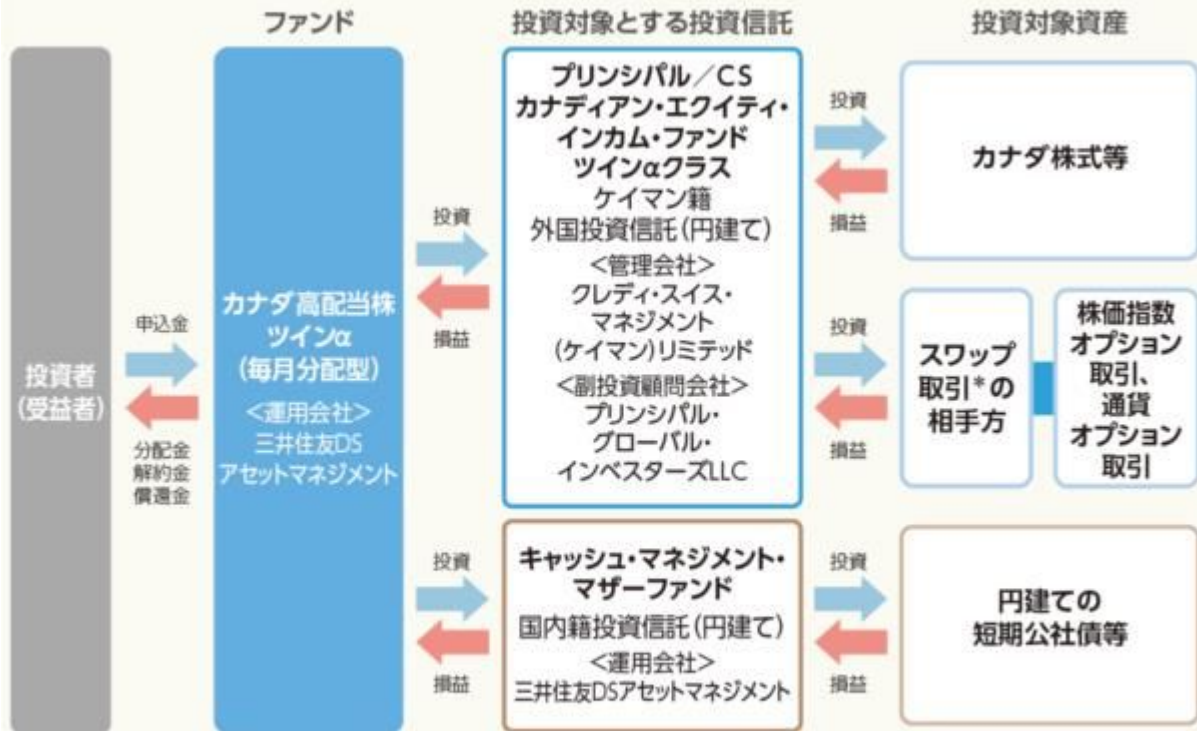 ファンド
投資対象とする投資信託
投資対象資産
投資者
(受益者)
申込金
分配金
解約金
償還金
カナダ高配当株
ツインα
(毎月分配型)
<運用会社>
三井住友DS
アセットマネジメント
投資
損益
プリンシパル／CS
カナディアン・エクイティ・
インカム・ファンド
ツインαクラス
ケイマン籍
外国投資信託(円建て)
<管理会社>
クレディ・スイス・
マネジメント
(ケイマン)リミテッド
<副投資顧問会社>
プリンシパル・
グローバル・
インベスターズLLC
投資
損益
カナダ株式等
投資
損益
スワップ
取引*の
相手方
株価指数
オプション
取引、
通貨
オプション
取引
投資
損益
キャッシュ・マネジメント・
マザーファンド
国内籍投資信託(円建て)
<運用会社>
三井住友DSアセットマネジメント
投資
損益
円建ての
短期公社債等